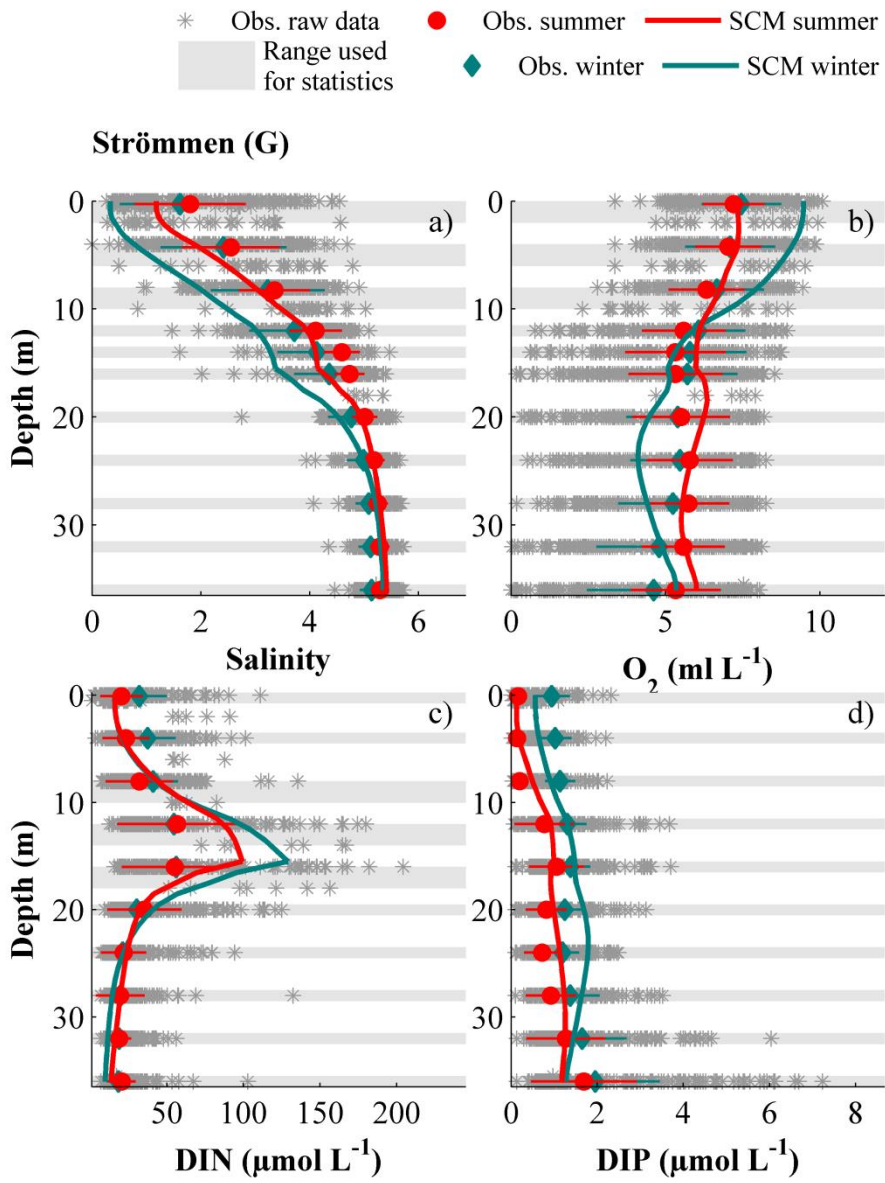 Obs. raw data
Obs. summer
SCM summer
Range used
for statistics
Obs. winter
SCM winter
Strömmen (G)
0
10
20
30
Depth (m)
a)
0
2
4
6
Salinity
b)
0
5
10
O₂ (ml L⁻¹)
0
10
20
30
Depth (m)
c)
50
100
150
200
DIN (µmol L⁻¹)
d)
0
2
4
6
8
DIP (µmol L⁻¹)